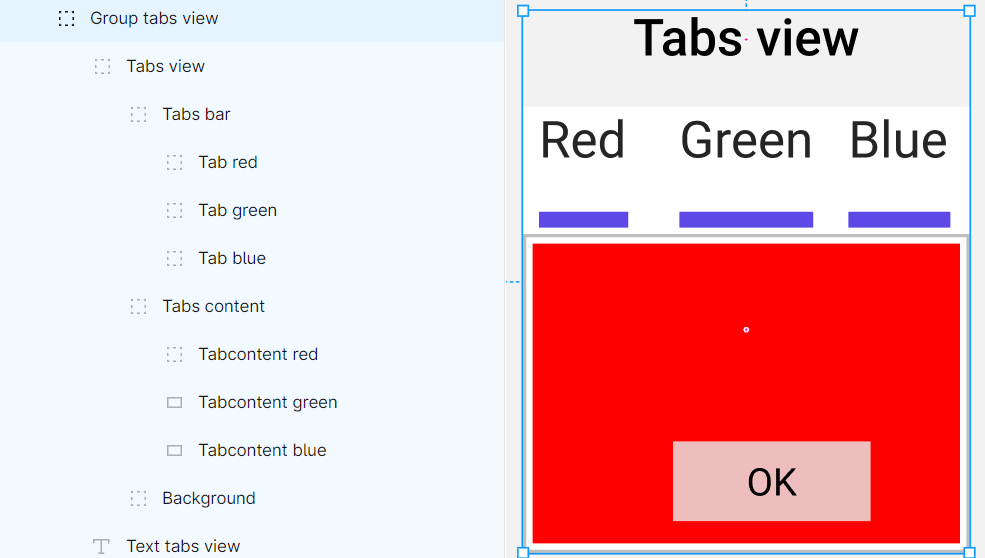 Group tabs view
Tabs view
Tabs bar
Tab red
Tab green
Tab blue
Tabs content
Tabcontent red
Tabcontent green
Tabcontent blue
Background
Text tabs view
Tabs view
Red Green Blue
OK